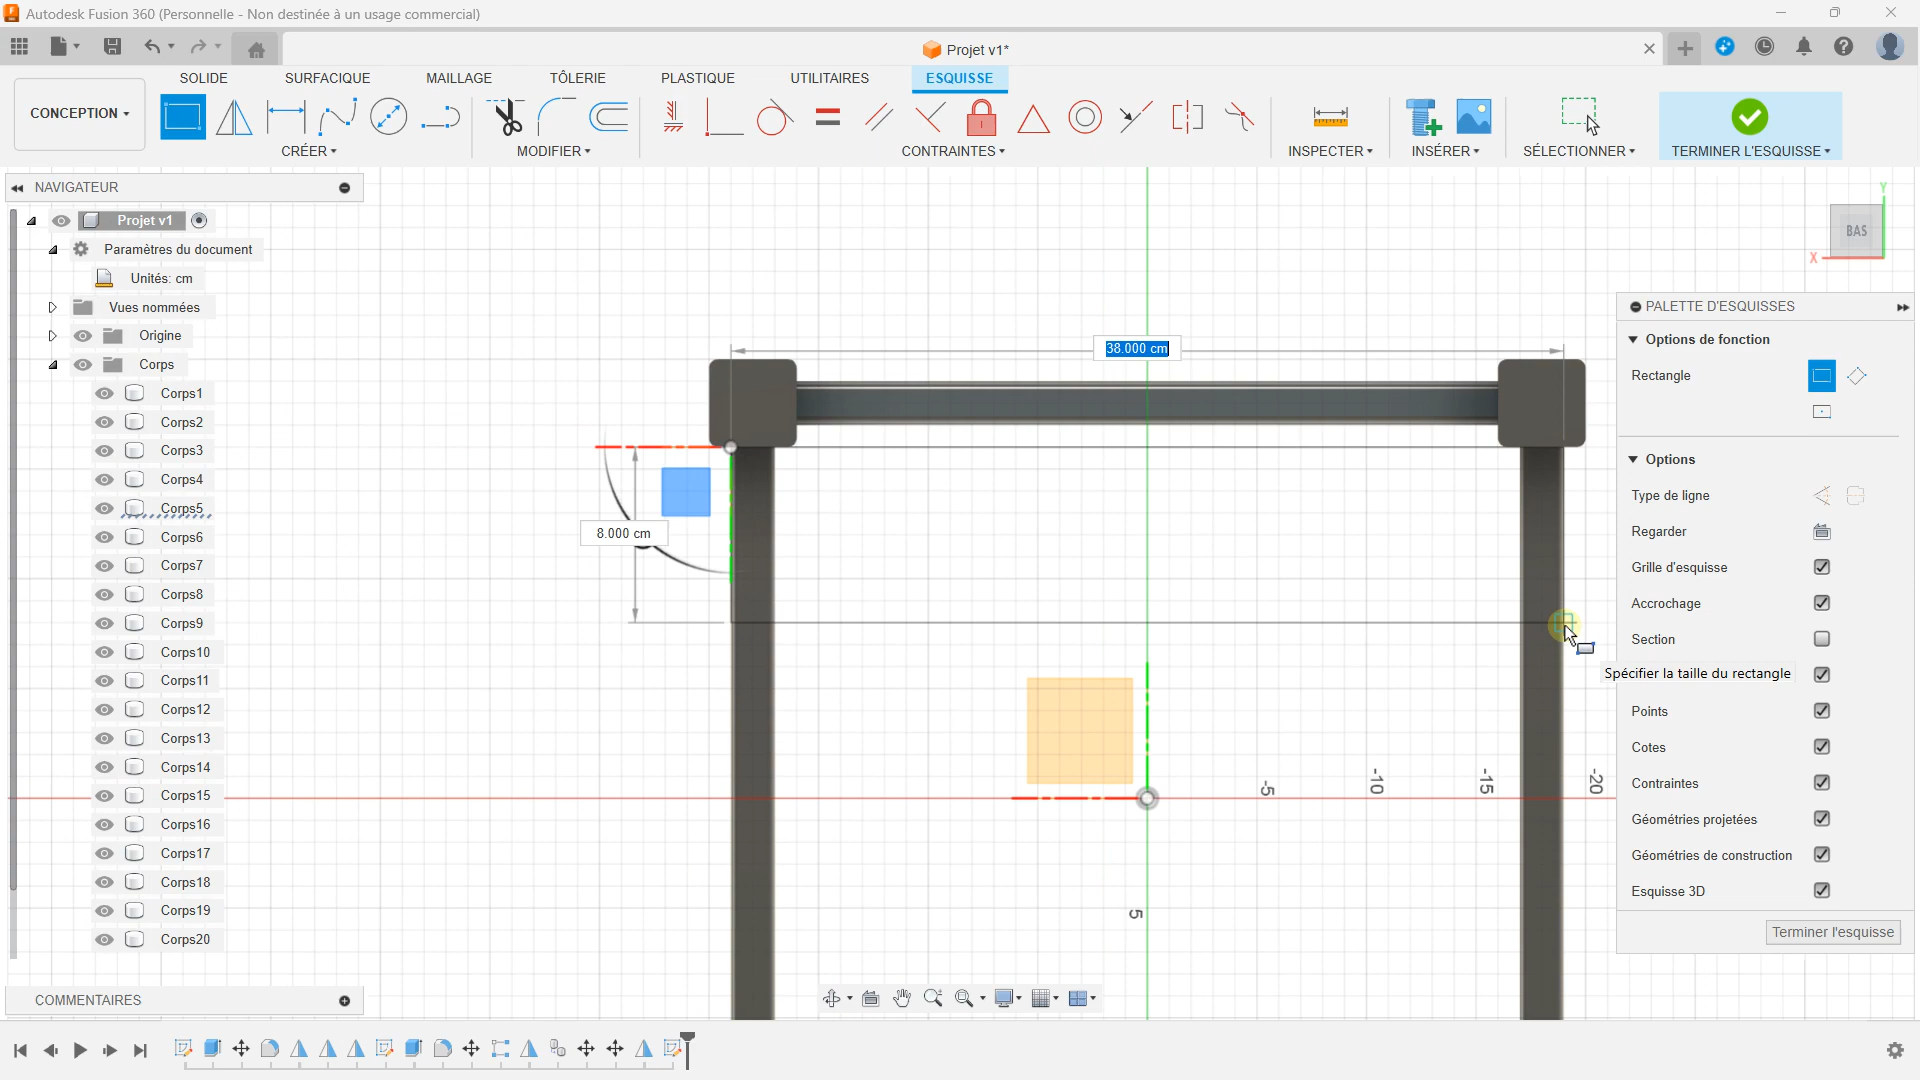 Autodesk Fusion 360 (Personnelle - Non destinée à un usage commercial)
Projet v1*
SOLIDE
SURFACIQUE
MAILLAGE
TÔLERIE
PLASTIQUE
UTILITAIRES
ESQUISSE
CONCEPTION
CRÉER
MODIFIER
CONTRAINTES
INSPECTER
INSÉRER
SÉLECTIONNER
TERMINER L'ESQUISSE
NAVIGATEUR
Projet v1
Paramètres du document
Unités: cm
Vues nommées
Origine
Corps
Corps1
Corps2
Corps3
Corps4
Corps5
Corps6
Corps7
Corps8
Corps9
Corps10
Corps11
Corps12
Corps13
Corps14
Corps15
Corps16
Corps17
Corps18
Corps19
Corps20
COMMENTAIRES
38.000 cm
8.000 cm
-5
-10
-15
-20
5
Y
BAS
X
PALETTE D'ESQUISSES
Options de fonction
Rectangle
Options
Type de ligne
Regarder
Grille d'esquisse
Accrochage
Section
Spécifier la taille du rectangle
Points
Cotes
Contraintes
Géométries projetées
Géométries de construction
Esquisse 3D
Terminer l'esquisse